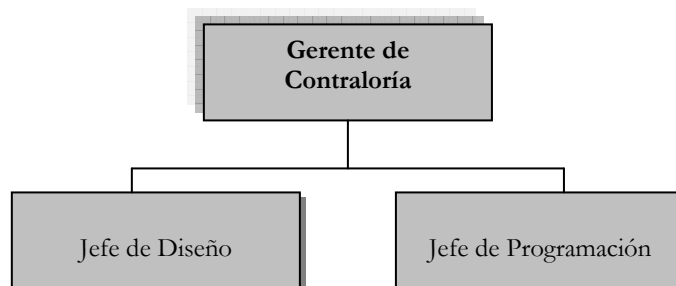 Gerente de
Contraloría
Jefe de Diseño
Jefe de Programación